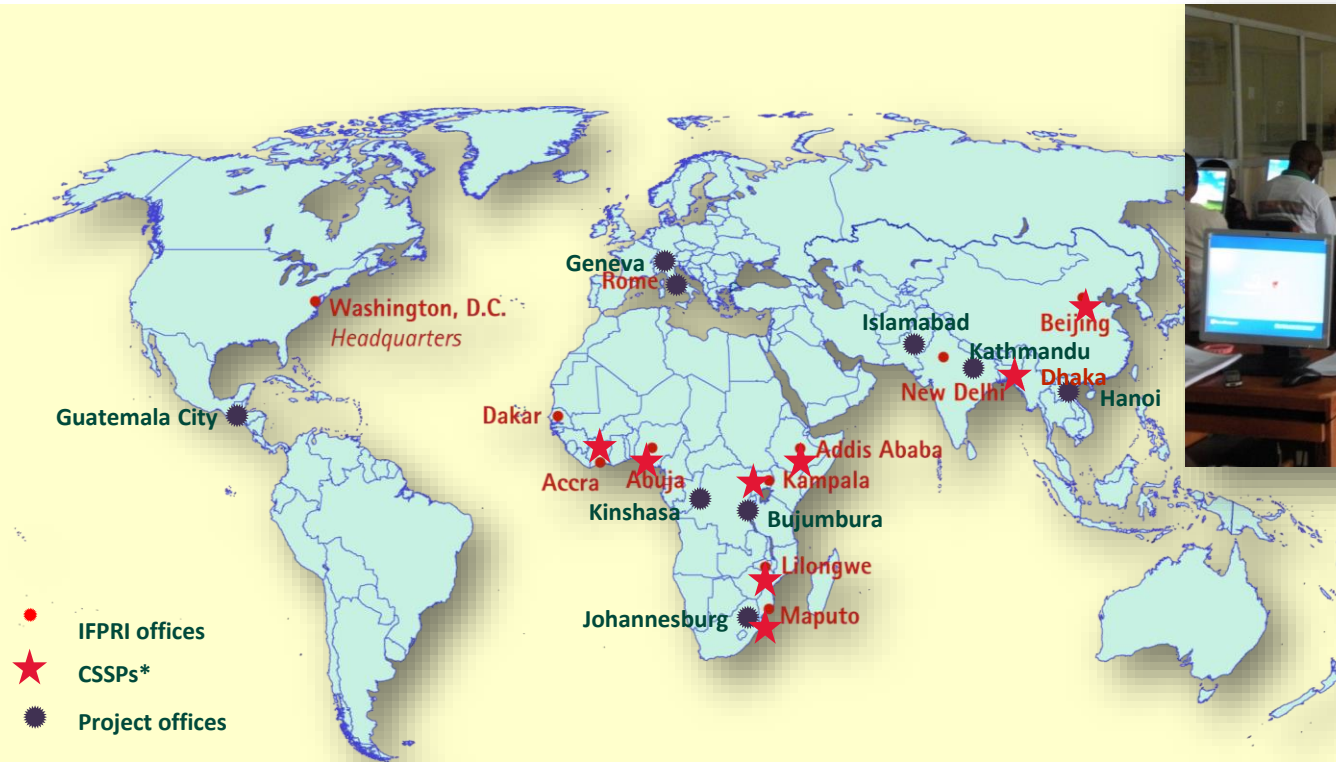 Geneva
Rome
Washington, D.C.
Headquarters
Islamabad
Beijing
Kathmandu
Dhaka
New Delhi
Hanoi
Guatemala City
Dakar
Addis Ababa
Accra
Abuja
Kampala
Kinshasa
Bujumbura
Lilongwe
Johannesburg
Maputo
IFPRI offices
CSSPs*
Project offices